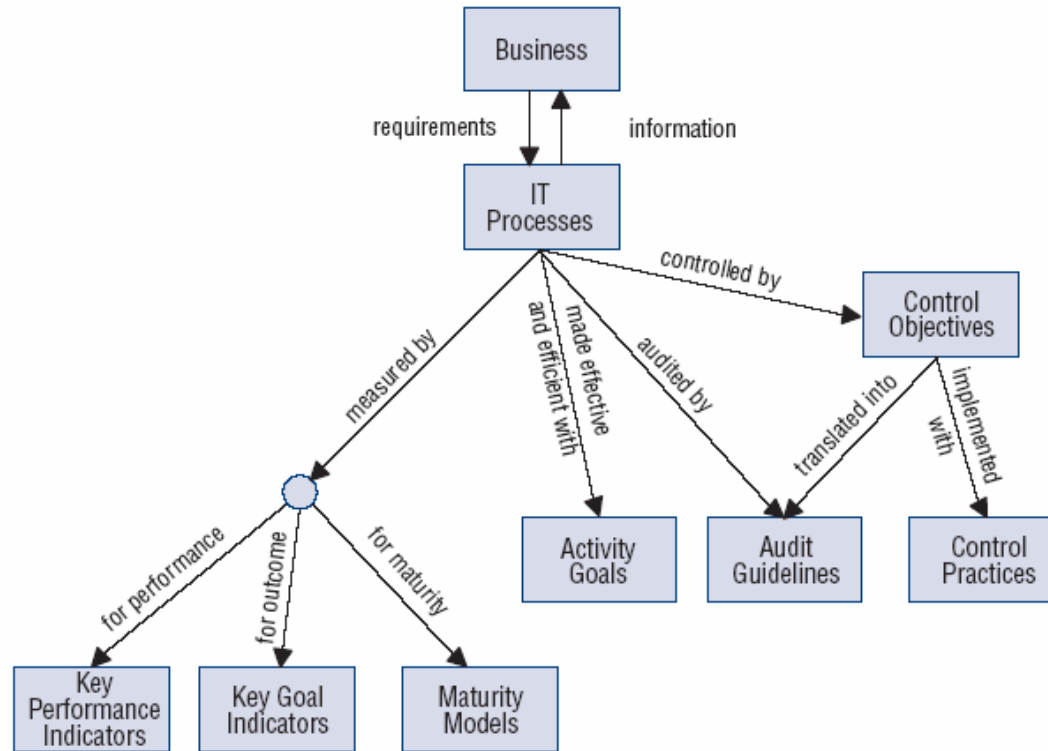 Business
requirements
information
IT
Processes
controlled by
Control
Objectives
measured by
made effective
and efficient with
audited by
translated into
implemented
with
for performance
for outcome
for maturity
Activity
Goals
Audit
Guidelines
Control
Practices
Key
Performance
Indicators
Key Goal
Indicators
Maturity
Models